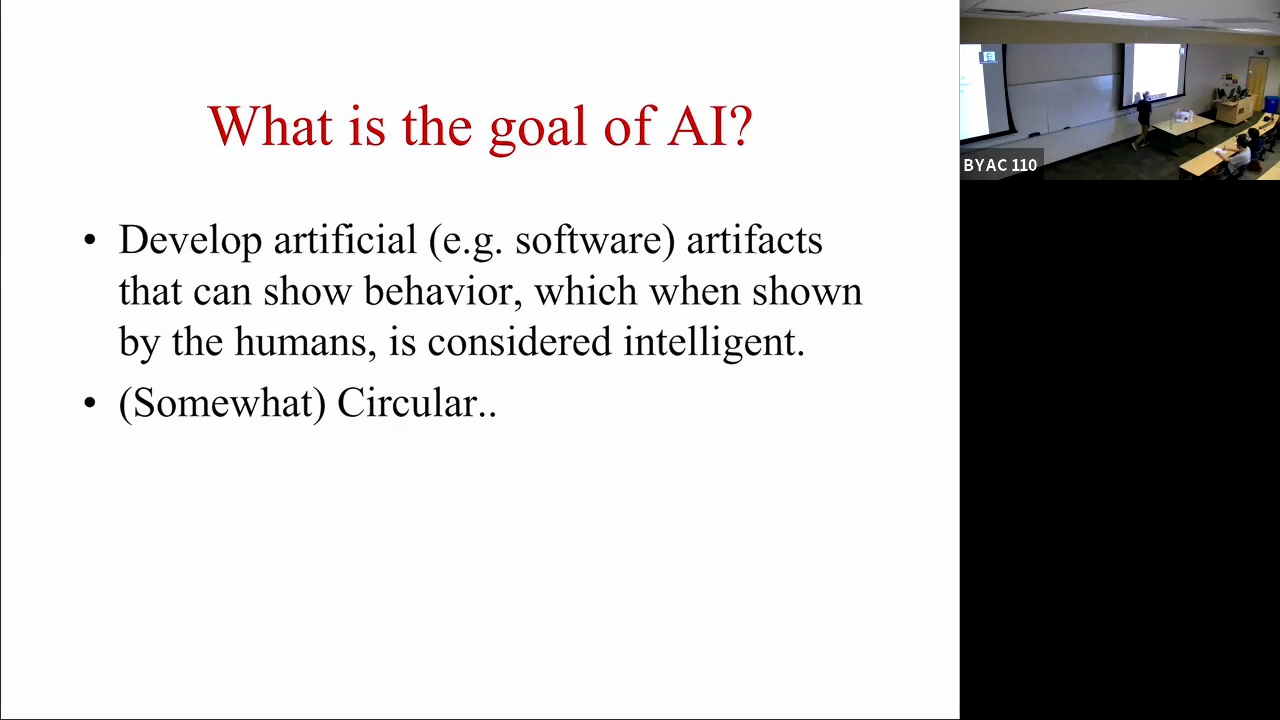 What is the goal of AI?
• Develop artificial (e.g. software) artifacts
that can show behavior, which when shown
by the humans, is considered intelligent.
• (Somewhat) Circular..
BYAC 110